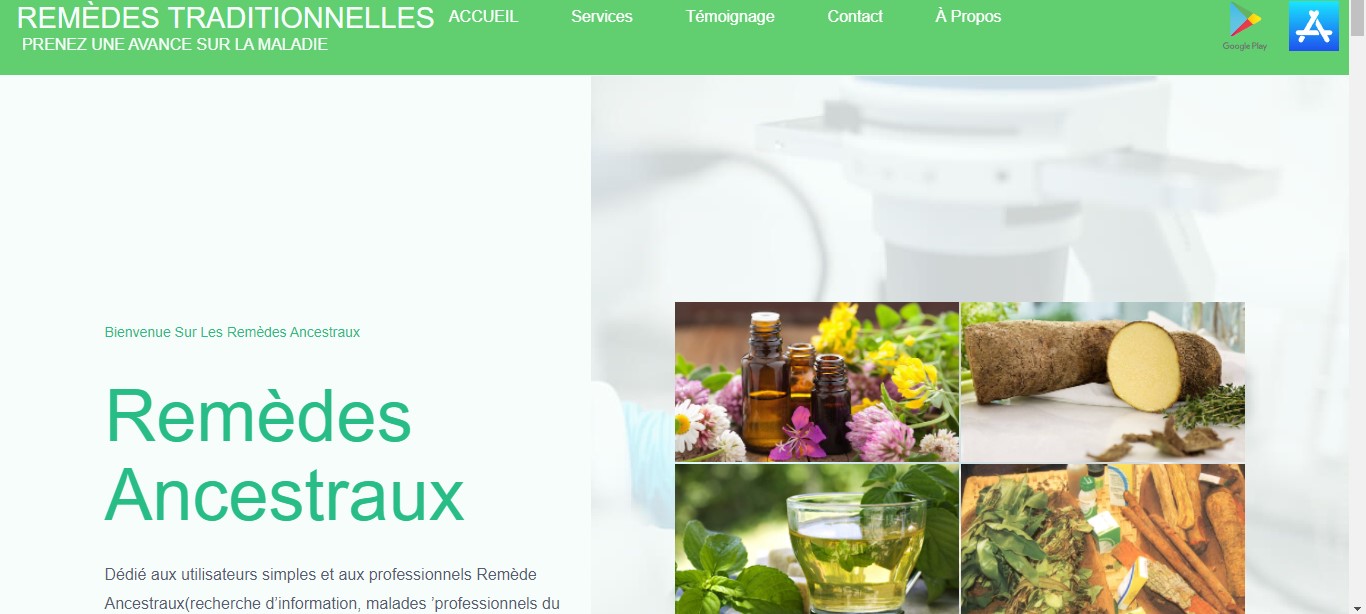 REMÈDES TRADITIONNELLES
PRENEZ UNE AVANCE SUR LA MALADIE
ACCUEIL Services Témoignage Contact À Propos
Google Play
Bienvenue Sur Les Remèdes Ancestraux
Remèdes
Ancestraux
Dédié aux utilisateurs simples et aux professionnels Remède
Ancestraux(recherche d’information, malades ’professionnels du